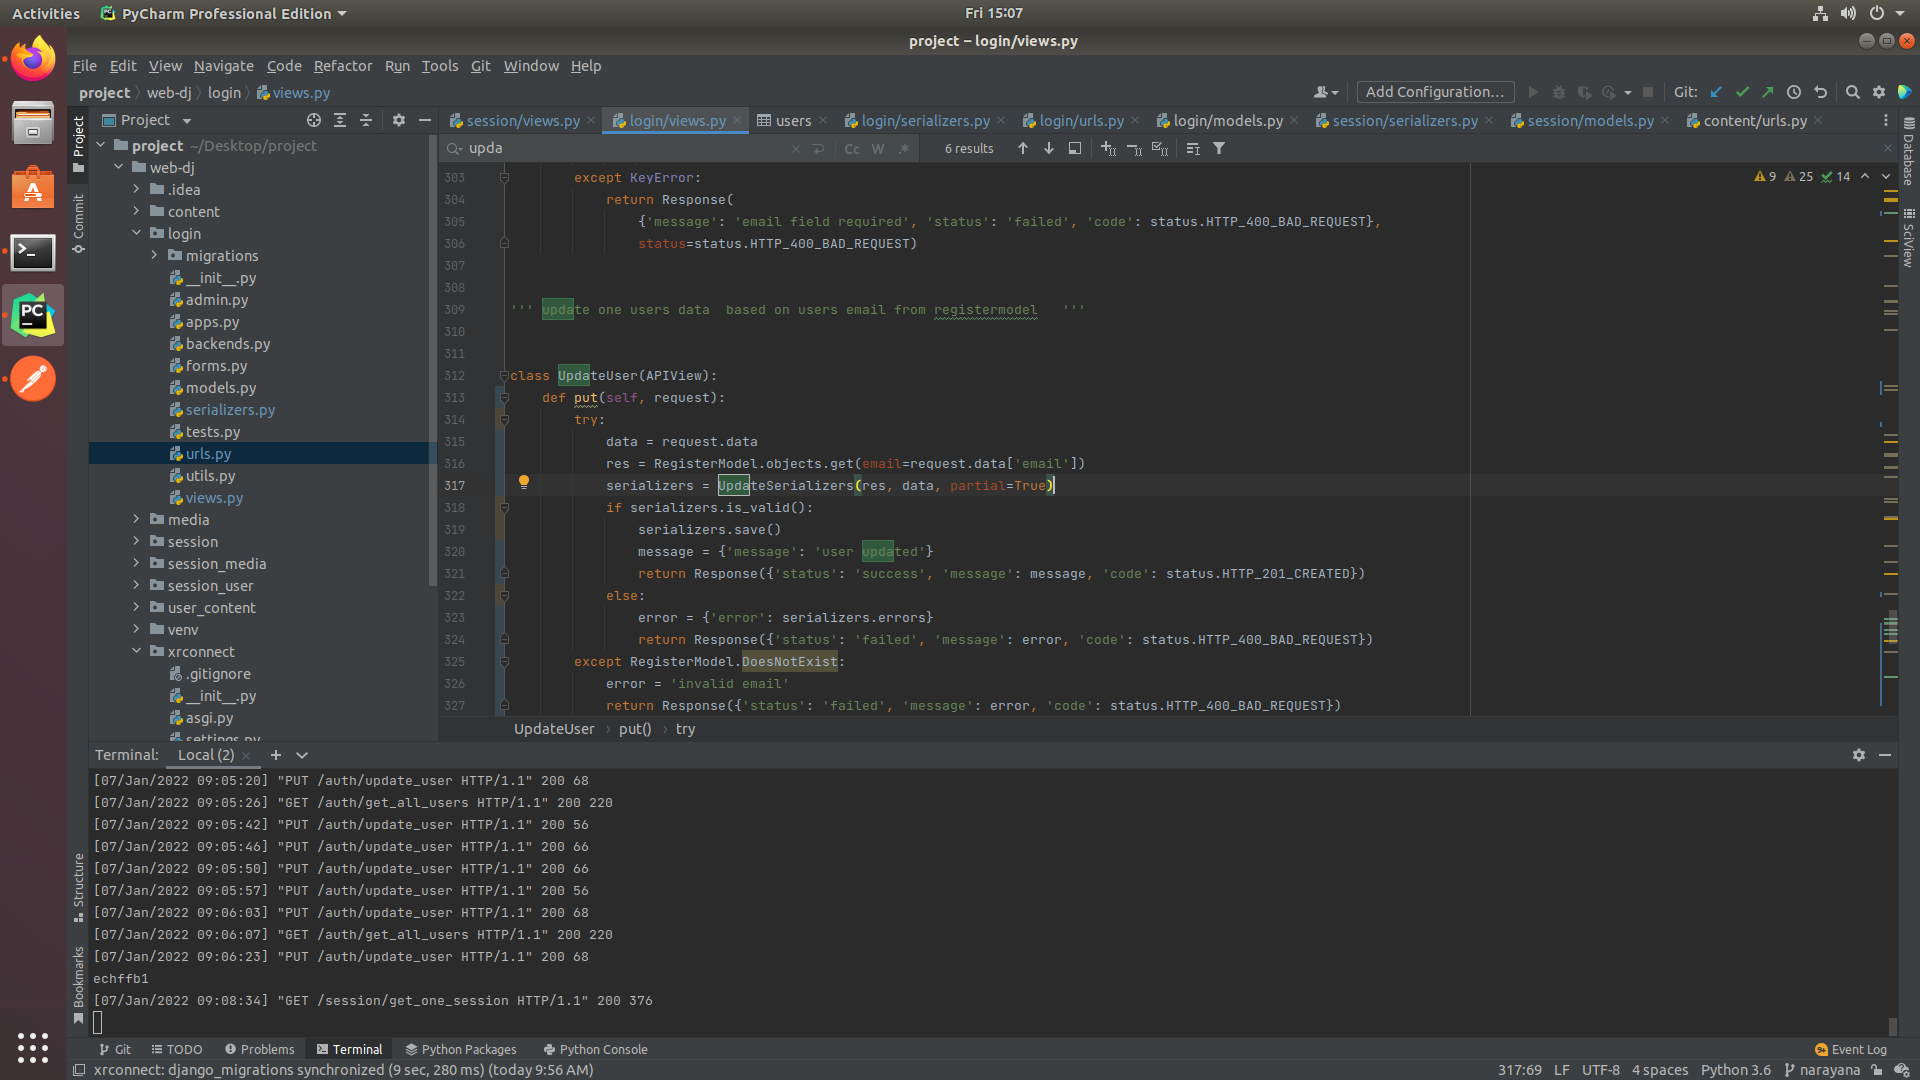 Activities PyCharm Professional Edition Fri 15:07
project – login/views.py
File Edit View Navigate Code Refactor Run Tools Git Window Help
project web-dj login views.py Add Configuration... Git:
Project session/views.py login/views.py users login/serializers.py login/urls.py login/models.py session/serializers.py session/models.py content/urls.py
upda Cc W .* 6 results
Project
Commit
Structure
Bookmarks
Database
SciView
project ~/Desktop/project
web-dj
.idea
content
login
migrations
__init__.py
admin.py
apps.py
backends.py
forms.py
models.py
serializers.py
tests.py
urls.py
utils.py
views.py
media
session
session_media
session_user
user_content
venv
xrconnect
.gitignore
__init__.py
asgi.py
settings.py
9 25 14
303 except KeyError:
304 return Response(
305 {'message': 'email field required', 'status': 'failed', 'code': status.HTTP_400_BAD_REQUEST},
306 status=status.HTTP_400_BAD_REQUEST)
307
308
309 ''' update one users data  based on users email from registermodel   '''
310
311
312 class UpdateUser(APIView):
313 def put(self, request):
314 try:
315 data = request.data
316 res = RegisterModel.objects.get(email=request.data['email'])
317 serializers = UpdateSerializers(res, data, partial=True)
318 if serializers.is_valid():
319 serializers.save()
320 message = {'message': 'user updated'}
321 return Response({'status': 'success', 'message': message, 'code': status.HTTP_201_CREATED})
322 else:
323 error = {'error': serializers.errors}
324 return Response({'status': 'failed', 'message': error, 'code': status.HTTP_400_BAD_REQUEST})
325 except RegisterModel.DoesNotExist:
326 error = 'invalid email'
327 return Response({'status': 'failed', 'message': error, 'code': status.HTTP_400_BAD_REQUEST})
UpdateUser put() try
Terminal: Local (2)
[07/Jan/2022 09:05:20] "PUT /auth/update_user HTTP/1.1" 200 68
[07/Jan/2022 09:05:26] "GET /auth/get_all_users HTTP/1.1" 200 220
[07/Jan/2022 09:05:42] "PUT /auth/update_user HTTP/1.1" 200 56
[07/Jan/2022 09:05:46] "PUT /auth/update_user HTTP/1.1" 200 66
[07/Jan/2022 09:05:50] "PUT /auth/update_user HTTP/1.1" 200 66
[07/Jan/2022 09:05:57] "PUT /auth/update_user HTTP/1.1" 200 56
[07/Jan/2022 09:06:03] "PUT /auth/update_user HTTP/1.1" 200 68
[07/Jan/2022 09:06:07] "GET /auth/get_all_users HTTP/1.1" 200 220
[07/Jan/2022 09:06:23] "PUT /auth/update_user HTTP/1.1" 200 68
echffb1
[07/Jan/2022 09:08:34] "GET /session/get_one_session HTTP/1.1" 200 376
Git TODO Problems Terminal Python Packages Python Console Event Log
xrconnect: django_migrations synchronized (9 sec, 280 ms) (today 9:56 AM) 317:69 LF UTF-8 4 spaces Python 3.6 narayana